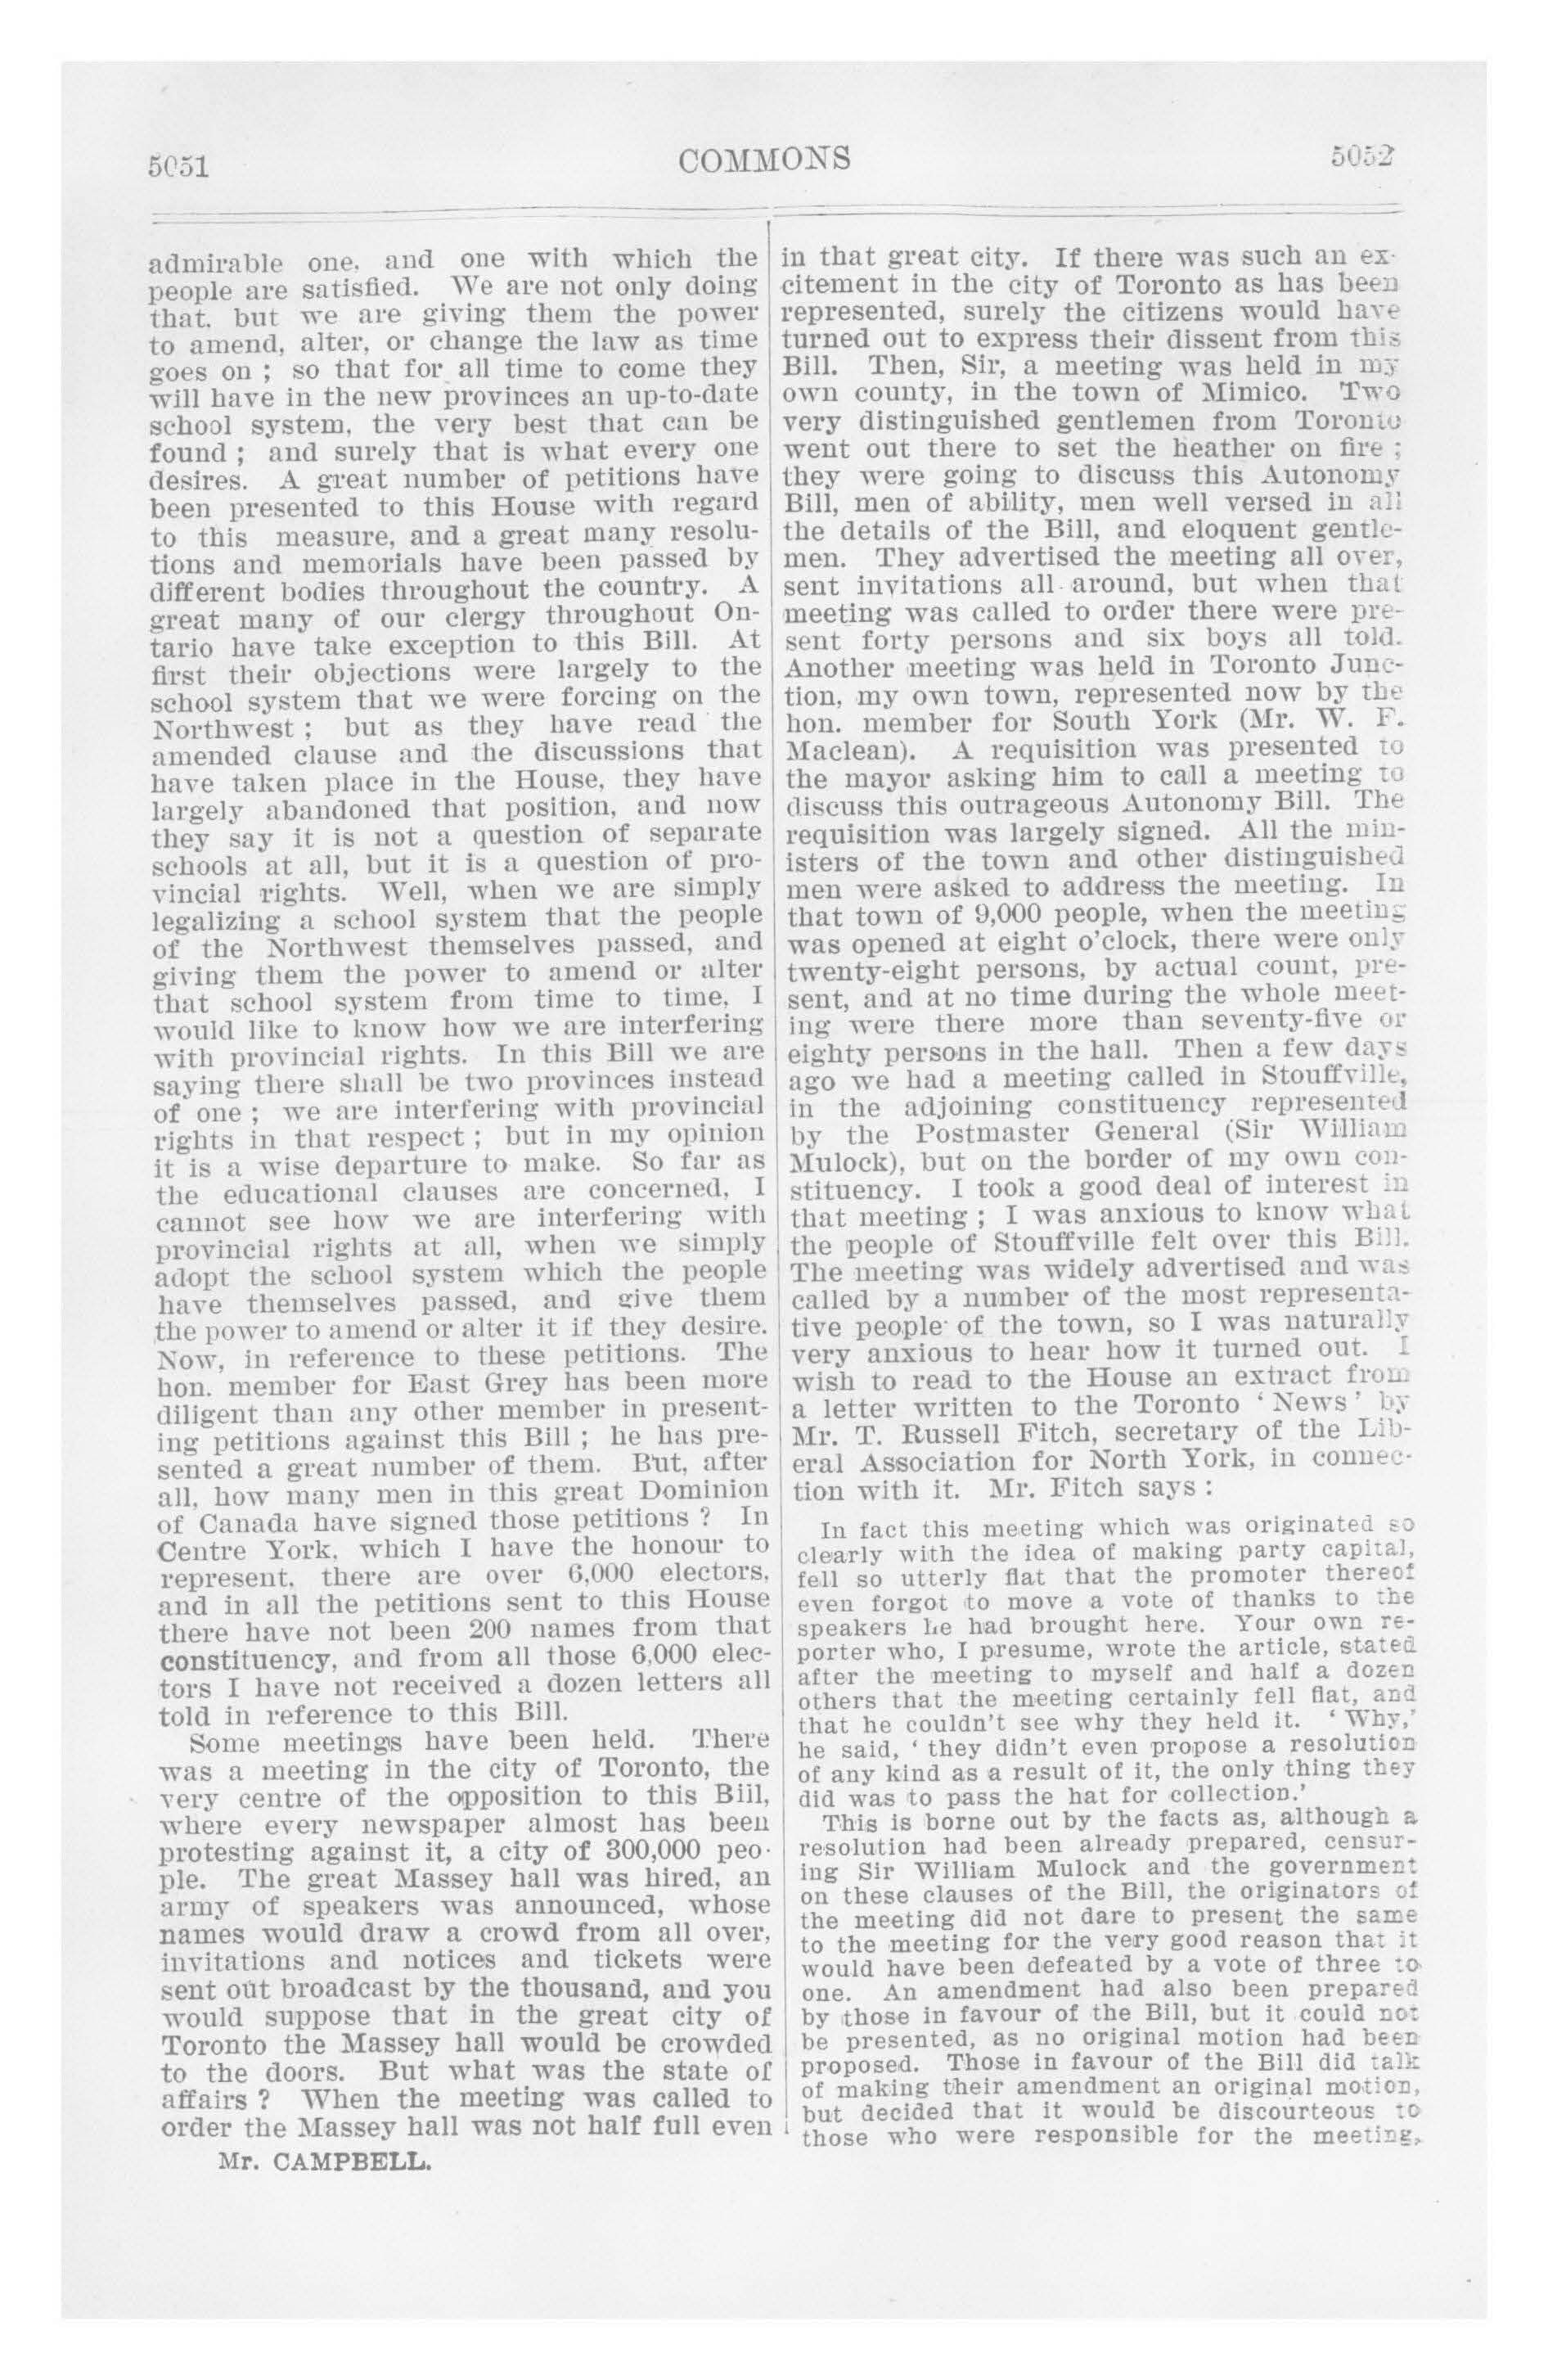 5051
COMMONS
5052
admirable one, and one with which the
people are satisfied. We are not only doing
that, but we are giving them the power
to amend, alter, or change the law as time
goes on ; so that for all time to come they
will have in the new provinces an up-to-date
school system, the very best that can be
found ; and surely that is what every one
desires. A great number of petitions have
been presented to this House with regard
to this measure, and a great many resolu-
tions and memorials have been passed by
different bodies throughout the country. A
great many of our clergy throughout On-
tario have take exception to this Bill. At
first their objections were largely to the
school system that we were forcing on the
Northwest ; but as they have read the
amended clause and the discussions that
have taken place in the House, they have
largely abandoned that position, and now
they say it is not a question of separate
schools at all, but it is a question of pro-
vincial rights. Well, when we are simply
legalizing a school system that the people
of the Northwest themselves passed, and
giving them the power to amend or alter
that school system from time to time, I
would like to know how we are interfering
with provincial rights. In this Bill we are
saying there shall be two provinces instead
of one ; we are interfering with provincial
rights in that respect ; but in my opinion
it is a wise departure to make. So far as
the educational clauses are concerned, I
cannot see how we are interfering with
provincial rights at all, when we simply
adopt the school system which the people
have themselves passed, and give them
the power to amend or alter it if they desire.
Now, in reference to these petitions. The
hon. member for East Grey has been more
diligent than any other member in present-
ing petitions against this Bill ; he has pre-
sented a great number of them. But, after
all, how many men in this great Dominion
of Canada have signed those petitions ? In
Centre York, which I have the honour to
represent, there are over 6,000 electors,
and in all the petitions sent to this House
there have not been 200 names from that
constituency, and from all those 6,000 elec-
tors I have not received a dozen letters all
told in reference to this Bill.
Some meetings have been held. There
was a meeting in the city of Toronto, the
very centre of the opposition to this Bill,
where every newspaper almost has been
protesting against it, a city of 300,000 peo-
ple. The great Massey hall was hired, an
army of speakers was announced, whose
names would draw a crowd from all over,
invitations and notices and tickets were
sent out broadcast by the thousand, and you
would suppose that in the great city of
Toronto the Massey hall would be crowded
to the doors. But what was the state of
affairs ? When the meeting was called to
order the Massey hall was not half full even
Mr. CAMPBELL.
in that great city. If there was such an ex-
citement in the city of Toronto as has been
represented, surely the citizens would have
turned out to express their dissent from this
Bill. Then, Sir, a meeting was held in my
own county, in the town of Mimico. Two
very distinguished gentlemen from Toronto
went out there to set the heather on fire ;
they were going to discuss this Autonomy
Bill, men of ability, men well versed in all
the details of the Bill, and eloquent gentle-
men. They advertised the meeting all over,
sent invitations all around, but when that
meeting was called to order there were pre-
sent forty persons and six boys all told.
Another meeting was held in Toronto Junc-
tion, my own town, represented now by the
hon. member for South York (Mr. W. F.
Maclean). A requisition was presented to
the mayor asking him to call a meeting to
discuss this outrageous Autonomy Bill. The
requisition was largely signed. All the min-
isters of the town and other distinguished
men were asked to address the meeting. In
that town of 9,000 people, when the meeting
was opened at eight o'clock, there were only
twenty-eight persons, by actual count, pre-
sent, and at no time during the whole meet-
ing were there more than seventy-five or
eighty persons in the hall. Then a few days
ago we had a meeting called in Stouffville,
in the adjoining constituency represented
by the Postmaster General (Sir William
Mulock), but on the border of my own con-
stituency. I took a good deal of interest in
that meeting ; I was anxious to know what
the people of Stouffville felt over this Bill.
The meeting was widely advertised and was
called by a number of the most representa-
tive people of the town, so I was naturally
very anxious to hear how it turned out. I
wish to read to the House an extract from
a letter written to the Toronto ‘ News ’ by
Mr. T. Russell Fitch, secretary of the Lib-
eral Association for North York, in connec-
tion with it. Mr. Fitch says :
In fact this meeting which was originated so
clearly with the idea of making party capital,
fell so utterly flat that the promoter thereof
even forgot to move a vote of thanks to the
speakers he had brought here. Your own re-
porter who, I presume, wrote the article, stated
after the meeting to myself and half a dozen
others that the meeting certainly fell flat, and
that he couldn't see why they held it. ‘ Why,’
he said, ‘ they didn't even propose a resolution
of any kind as a result of it, the only thing they
did was to pass the hat for collection.’
This is borne out by the facts as, although a
resolution had been already prepared, censur-
ing Sir William Mulock and the government
on these clauses of the Bill, the originators of
the meeting did not dare to present the same
to the meeting for the very good reason that it
would have been defeated by a vote of three to
one. An amendment had also been prepared
by those in favour of the Bill, but it could not
be presented, as no original motion had been
proposed. Those in favour of the Bill did talk
of making their amendment an original motion,
but decided that it would be discourteous to
those who were responsible for the meeting,